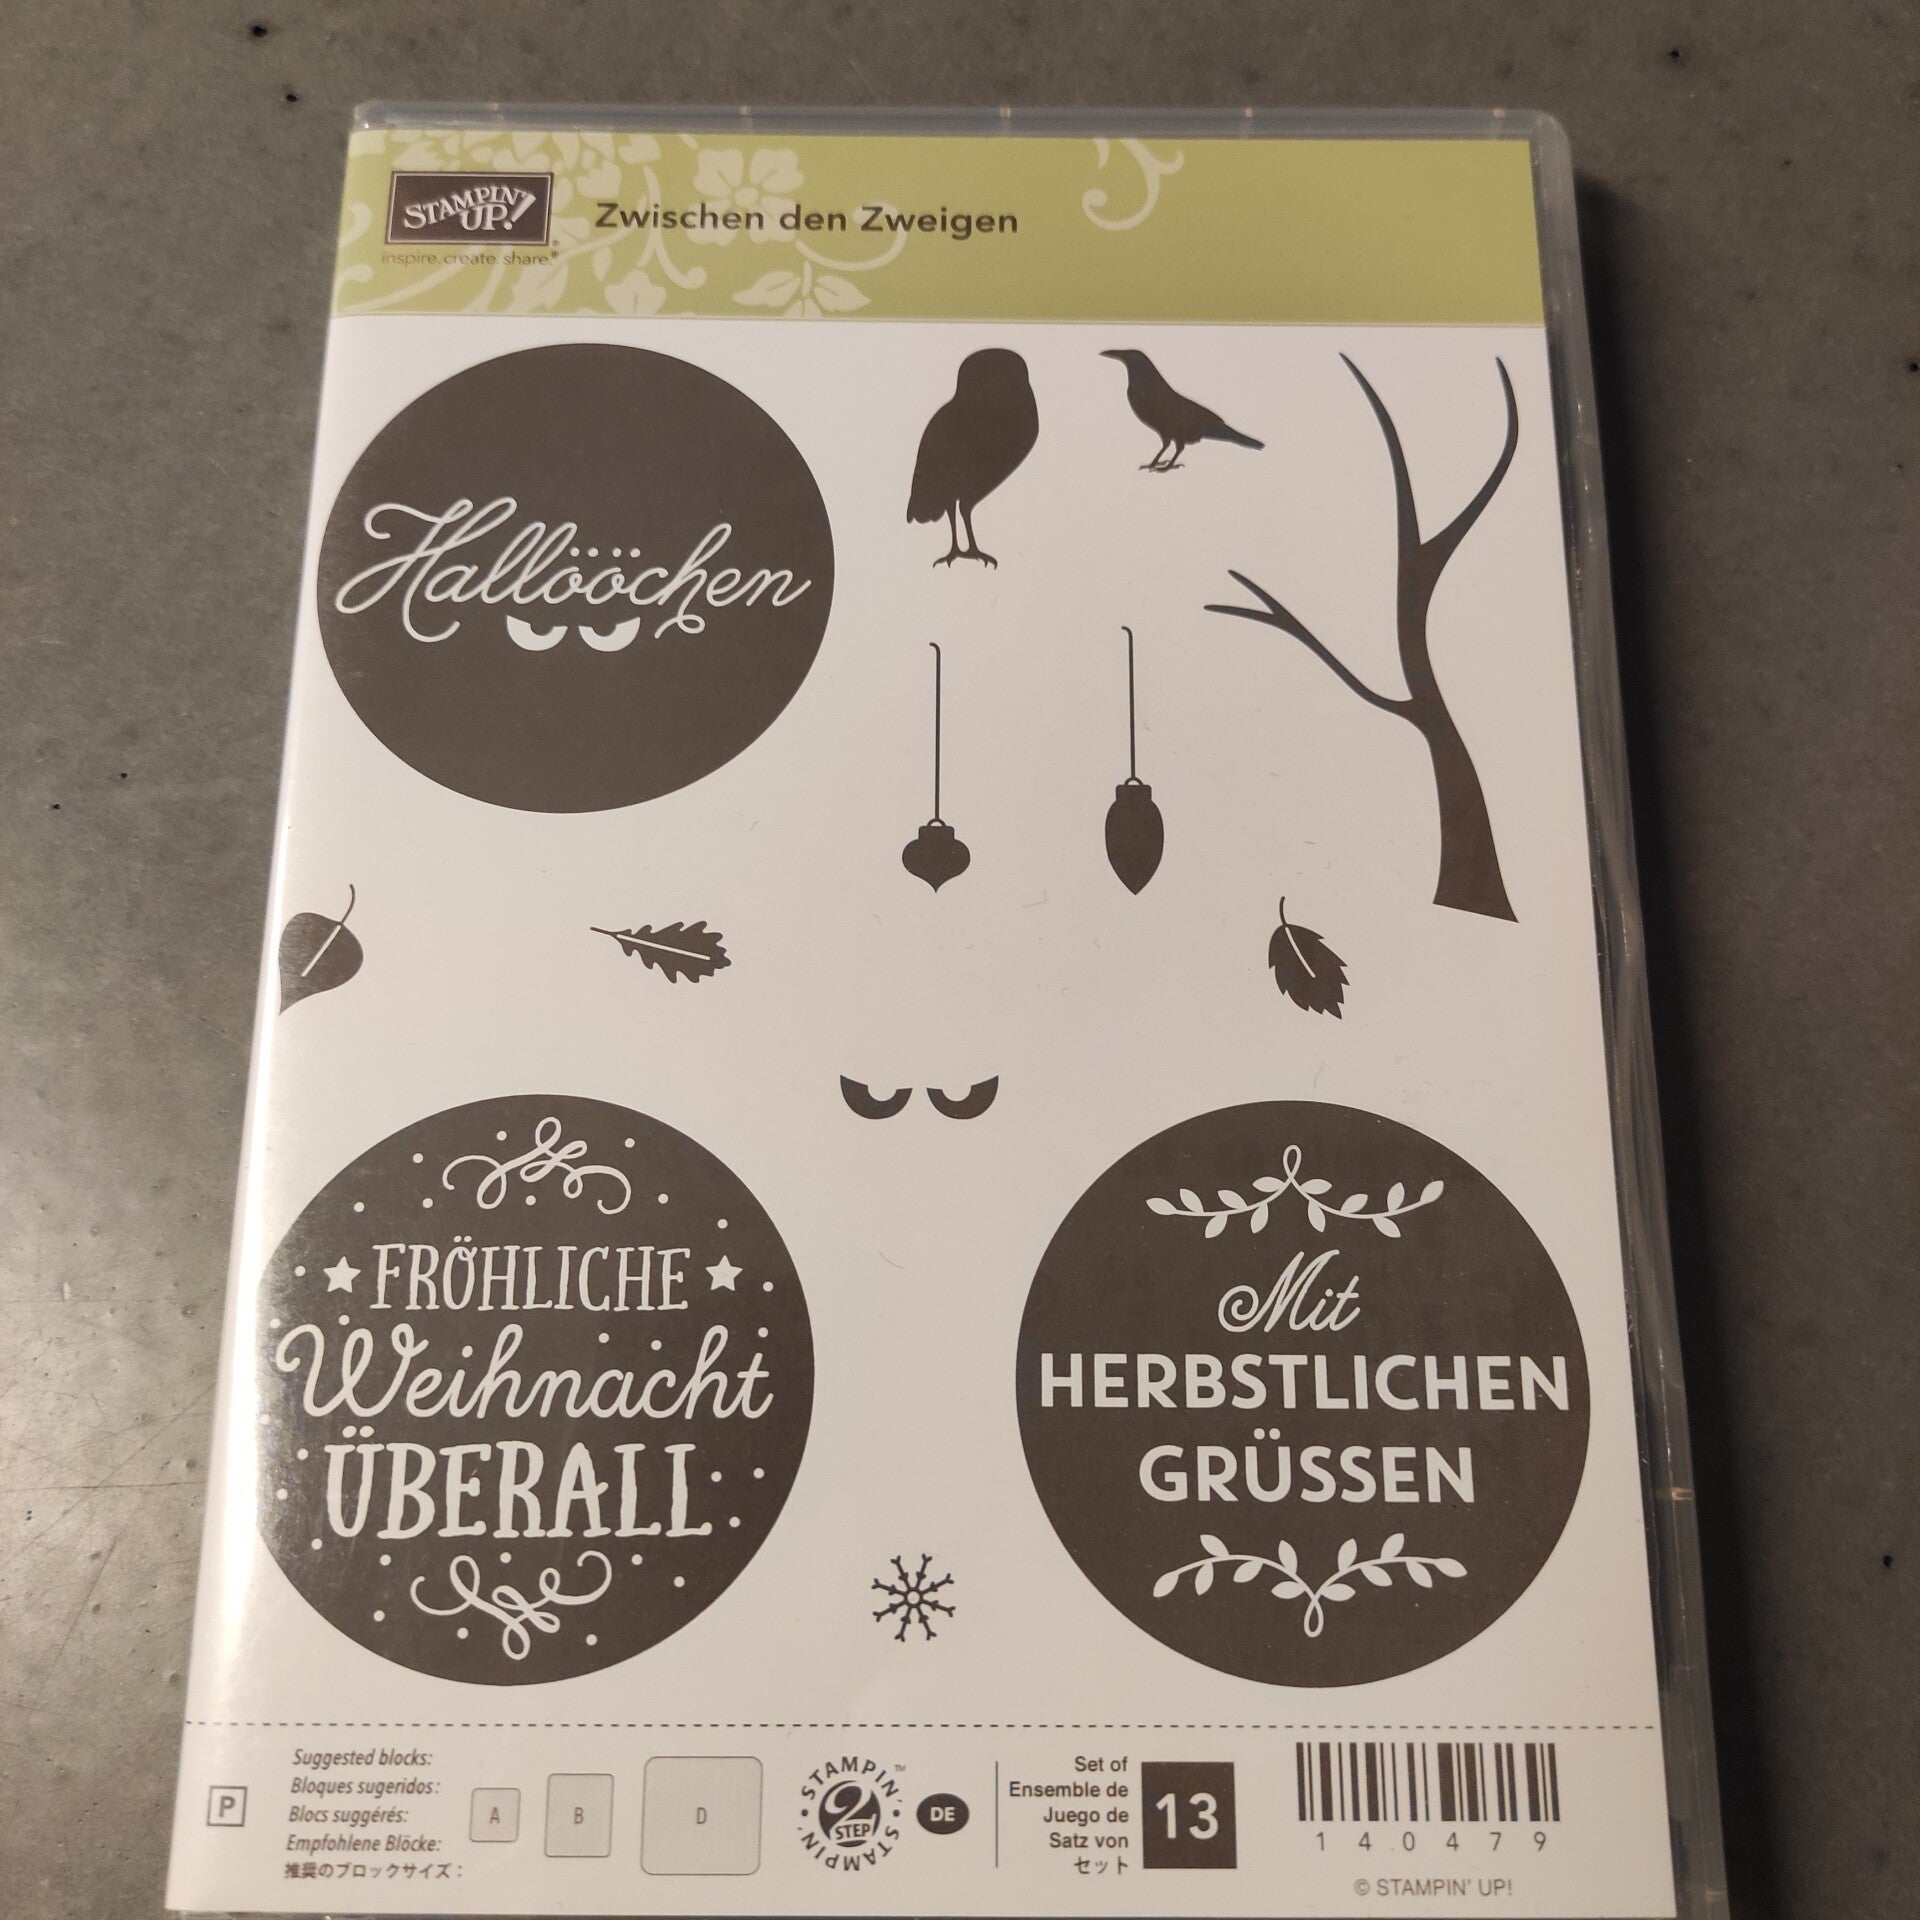 STAMPIN' UP!®
inspire. create. share.®
Zwischen den Zweigen
Hallööchen
FRÖHLICHE
Weihnacht
ÜBERALL
Mit
HERBSTLICHEN
GRÜSSEN
P
Suggested blocks:
Bloques sugeridos:
Blocs suggérés:
Empfohlene Blöcke:
推奨のブロックサイズ：
A
B
D
STAMPIN'™
2
STEP
STAMPIN'
DE
Set of
Ensemble de
Juego de
Satz von
セット
13
140479
© STAMPIN' UP!